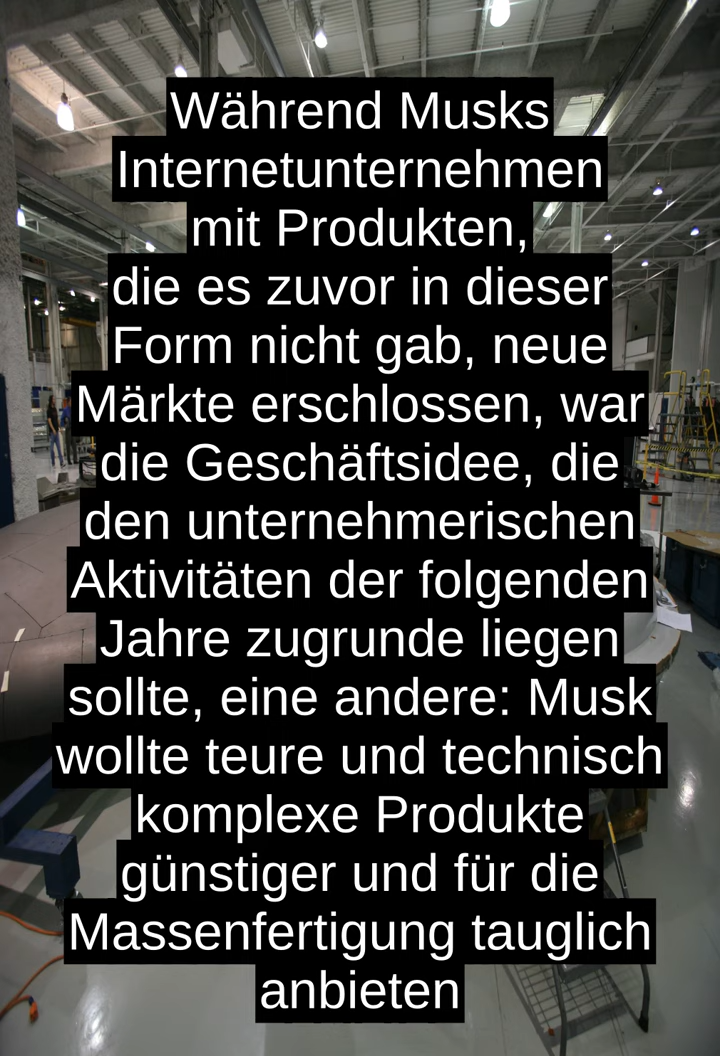 Während Musks
Internetunternehmen
mit Produkten,
die es zuvor in dieser
Form nicht gab, neue
Märkte erschlossen, war
die Geschäftsidee, die
den unternehmerischen
Aktivitäten der folgenden
Jahre zugrunde liegen
sollte, eine andere: Musk
wollte teure und technisch
komplexe Produkte
günstiger und für die
Massenfertigung tauglich
anbieten